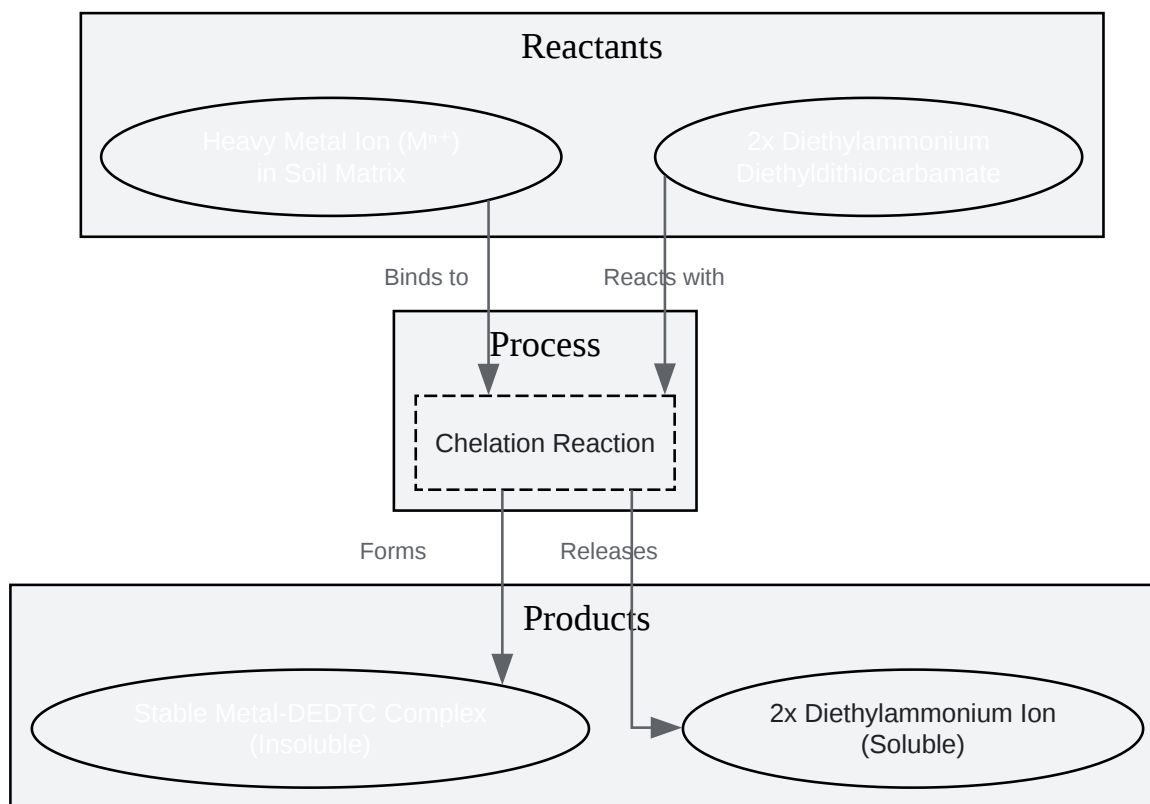 Reactants
Heavy Metal Ion (Mⁿ⁺)
in Soil Matrix
2x Diethylammonium
Diethyldithiocarbamate
Binds to
Reacts with
Process
Chelation Reaction
Forms
Releases
Products
Stable Metal-DEDTC Complex
(Insoluble)
2x Diethylammonium Ion
(Soluble)